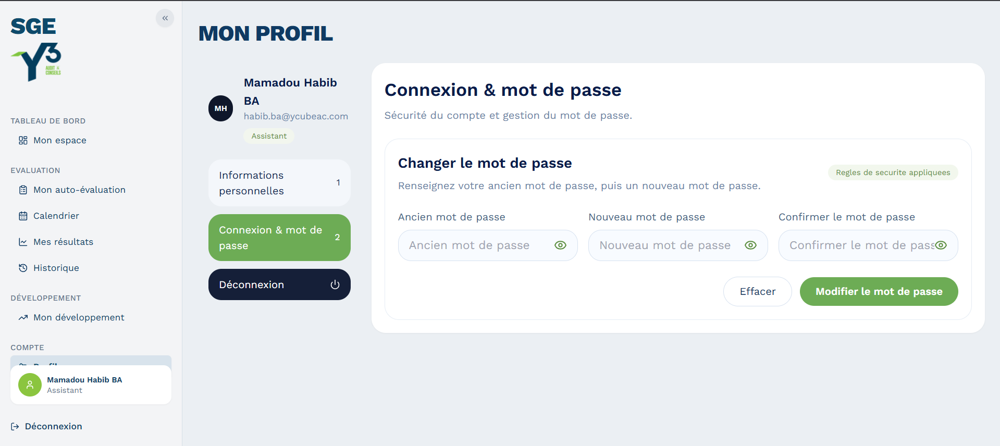 SGE
Y3
AUDIT &
CONSEILS
TABLEAU DE BORD
Mon espace
EVALUATION
Mon auto-évaluation
Calendrier
Mes résultats
Historique
DÉVELOPPEMENT
Mon développement
COMPTE
Profil
Mamadou Habib BA
Assistant
Déconnexion
MON PROFIL
MH
Mamadou Habib
BA
habib.ba@ycubeac.com
Assistant
Informations
personnelles
1
Connexion & mot de
passe
2
Déconnexion
Connexion & mot de passe
Sécurité du compte et gestion du mot de passe.
Changer le mot de passe
Renseignez votre ancien mot de passe, puis un nouveau mot de passe.
Regles de securite appliquees
Ancien mot de passe
Nouveau mot de passe
Confirmer le mot de passe
Ancien mot de passe
Nouveau mot de passe
Confirmer le mot de pass
Effacer
Modifier le mot de passe